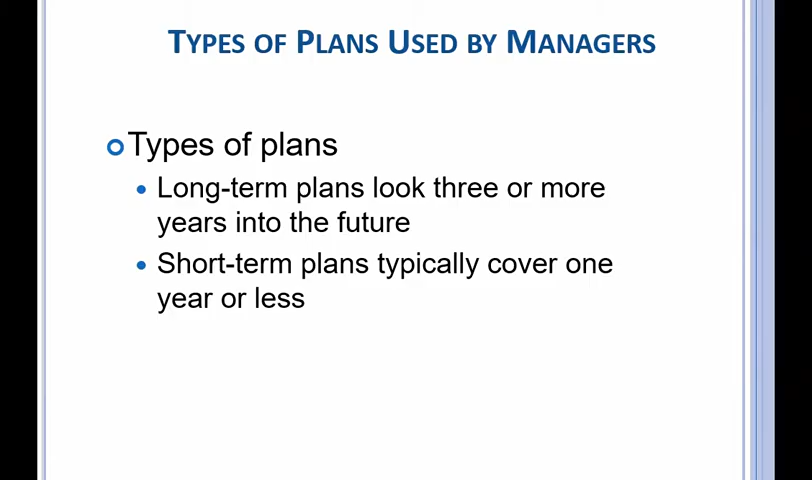 TYPES OF PLANS USED BY MANAGERS
Types of plans
Long-term plans look three or more
years into the future
Short-term plans typically cover one
year or less